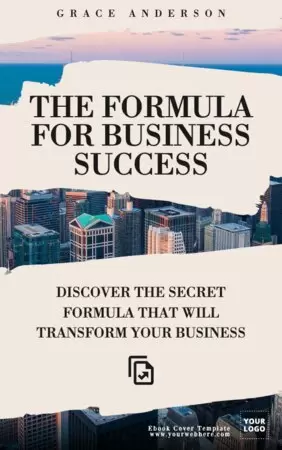 GRACE ANDERSON
THE FORMULA
FOR BUSINESS
SUCCESS
DISCOVER THE SECRET
FORMULA THAT WILL
TRANSFORM YOUR BUSINESS
Ebook Cover Template
www.yourwebhere.com
YOUR
LOGO